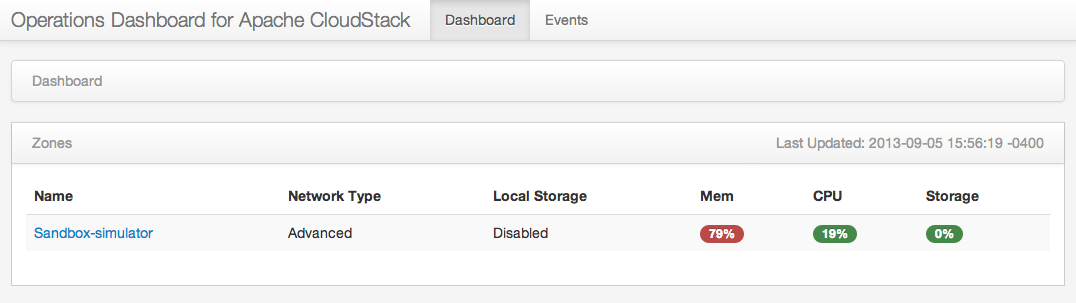 Operations Dashboard for Apache CloudStack Dashboard Events
Dashboard
Zones Last Updated: 2013-09-05 15:56:19 -0400
Name Network Type Local Storage Mem CPU Storage
Sandbox-simulator Advanced Disabled 79% 19% 0%